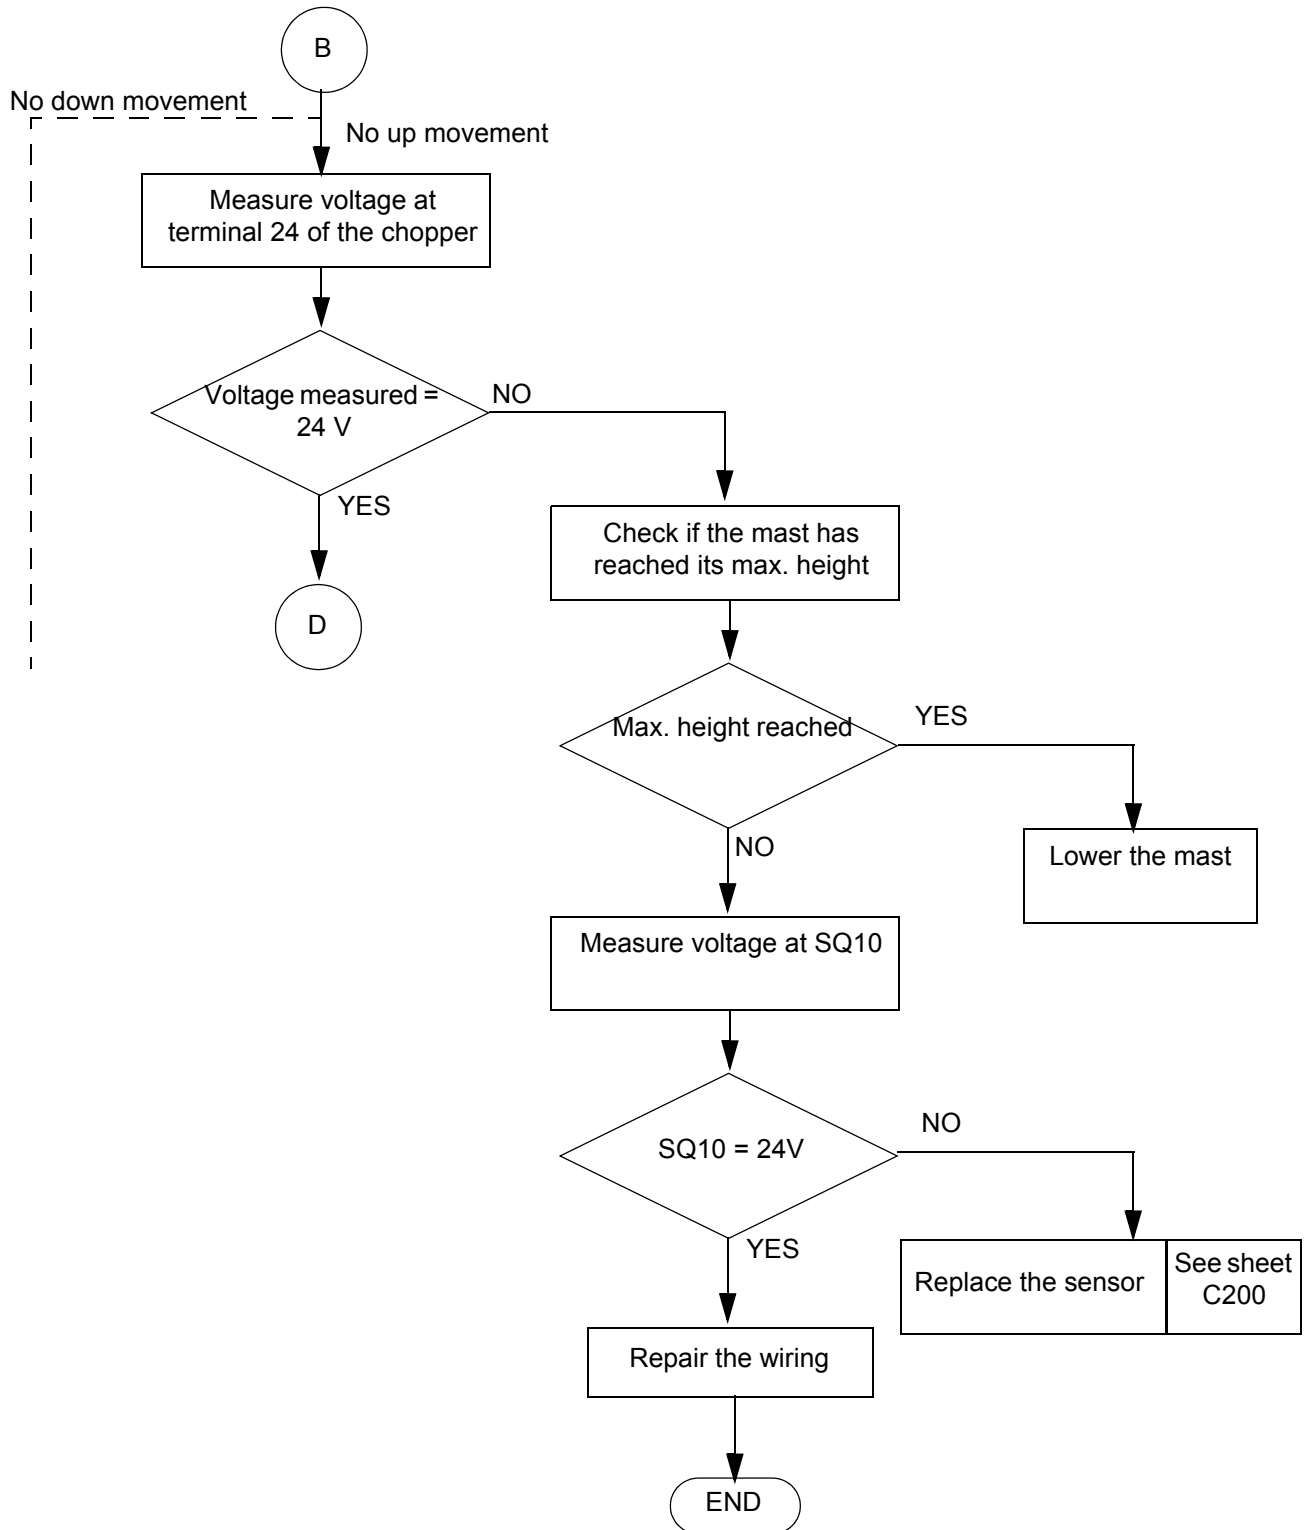 B
No down movement
No up movement
Measure voltage at
terminal 24 of the chopper
Voltage measured =
24 V
NO
YES
D
Check if the mast has
reached its max. height
Max. height reached
YES
NO
Lower the mast
Measure voltage at SQ10
SQ10 = 24V
NO
YES
Replace the sensor
See sheet
C200
Repair the wiring
END